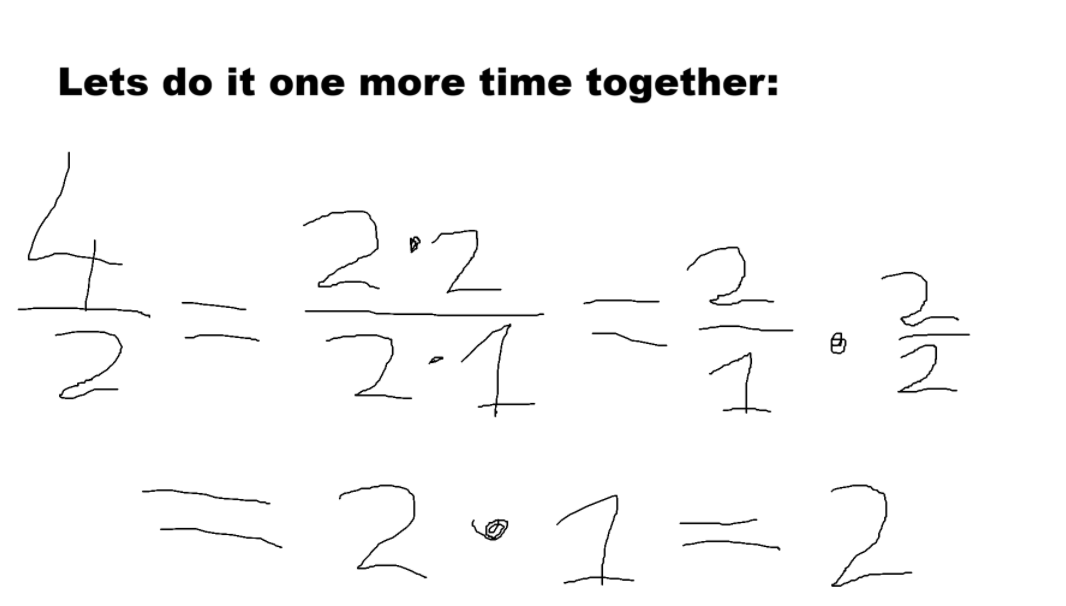 Lets do it one more time together:
4/2 = 2·2/2·1 = 2/1 · 2/2
= 2 · 1 = 2